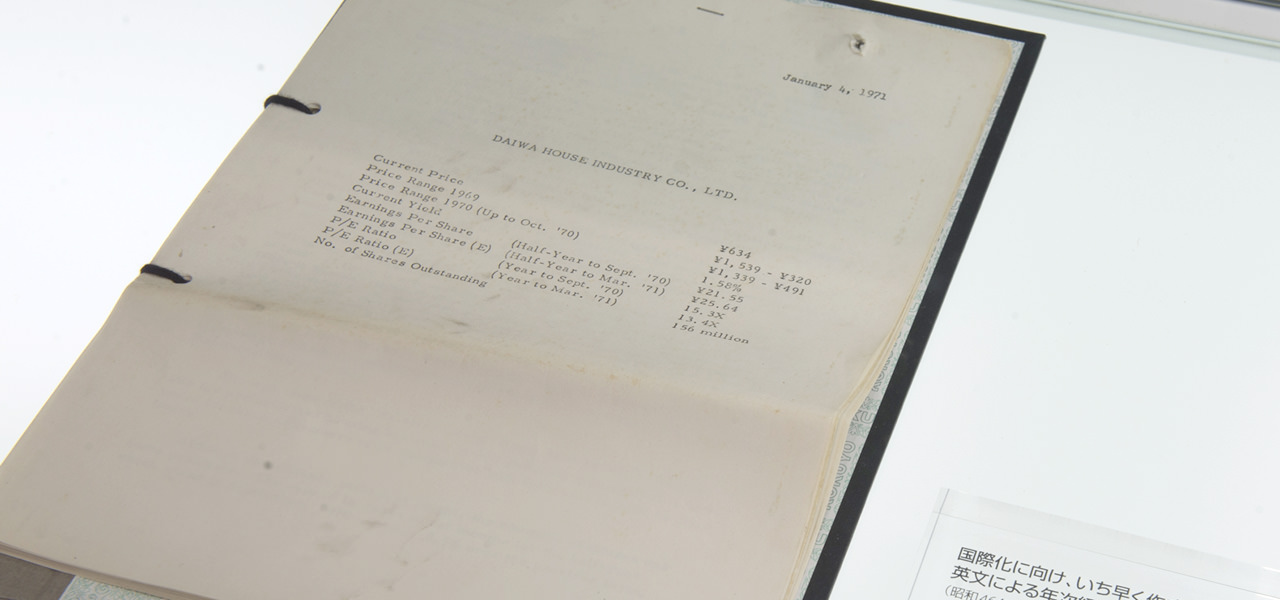 January 4, 1971
DAIWA HOUSE INDUSTRY CO., LTD.
Current Price ¥634
Price Range 1969 ¥1,539 - ¥320
Price Range 1970 (Up to Oct. '70) ¥1,339 - ¥491
Current Yield 1.58%
Earnings Per Share (Half-Year to Sept. '70) ¥21.55
Earnings Per Share (E) (Half-Year to Mar. '71) ¥25.64
P/E Ratio (Year to Sept. '70) 15.3X
P/E Ratio (E) (Year to Mar. '71) 13.4X
No. of Shares Outstanding 156 million
国際化に向け、いち早く
英文による年次
(昭和46